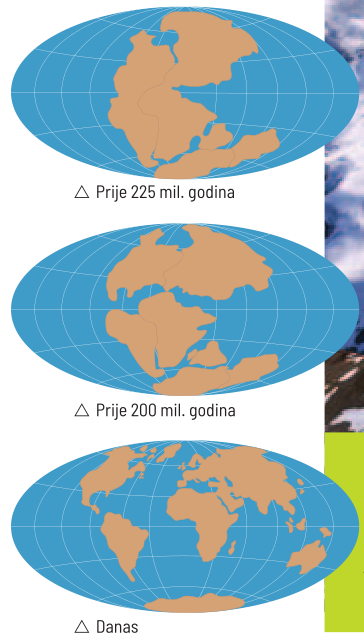 △ Prije 225 mil. godina
△ Prije 200 mil. godina
△ Danas